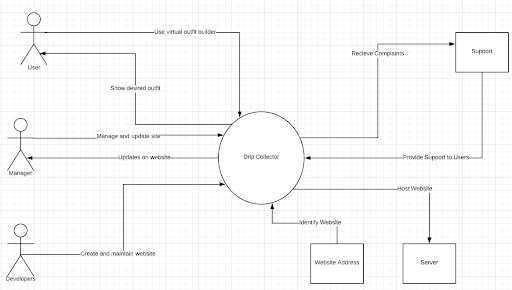 Use virtual outfit builder
Recieve Complaints
Support
User
Show desired outfit
Manage and update site
Drip Collector
Updates on website
Provide Support to Users
Manager
Host Website
Identify Website
Create and maintain website
Website Address
Server
Developers